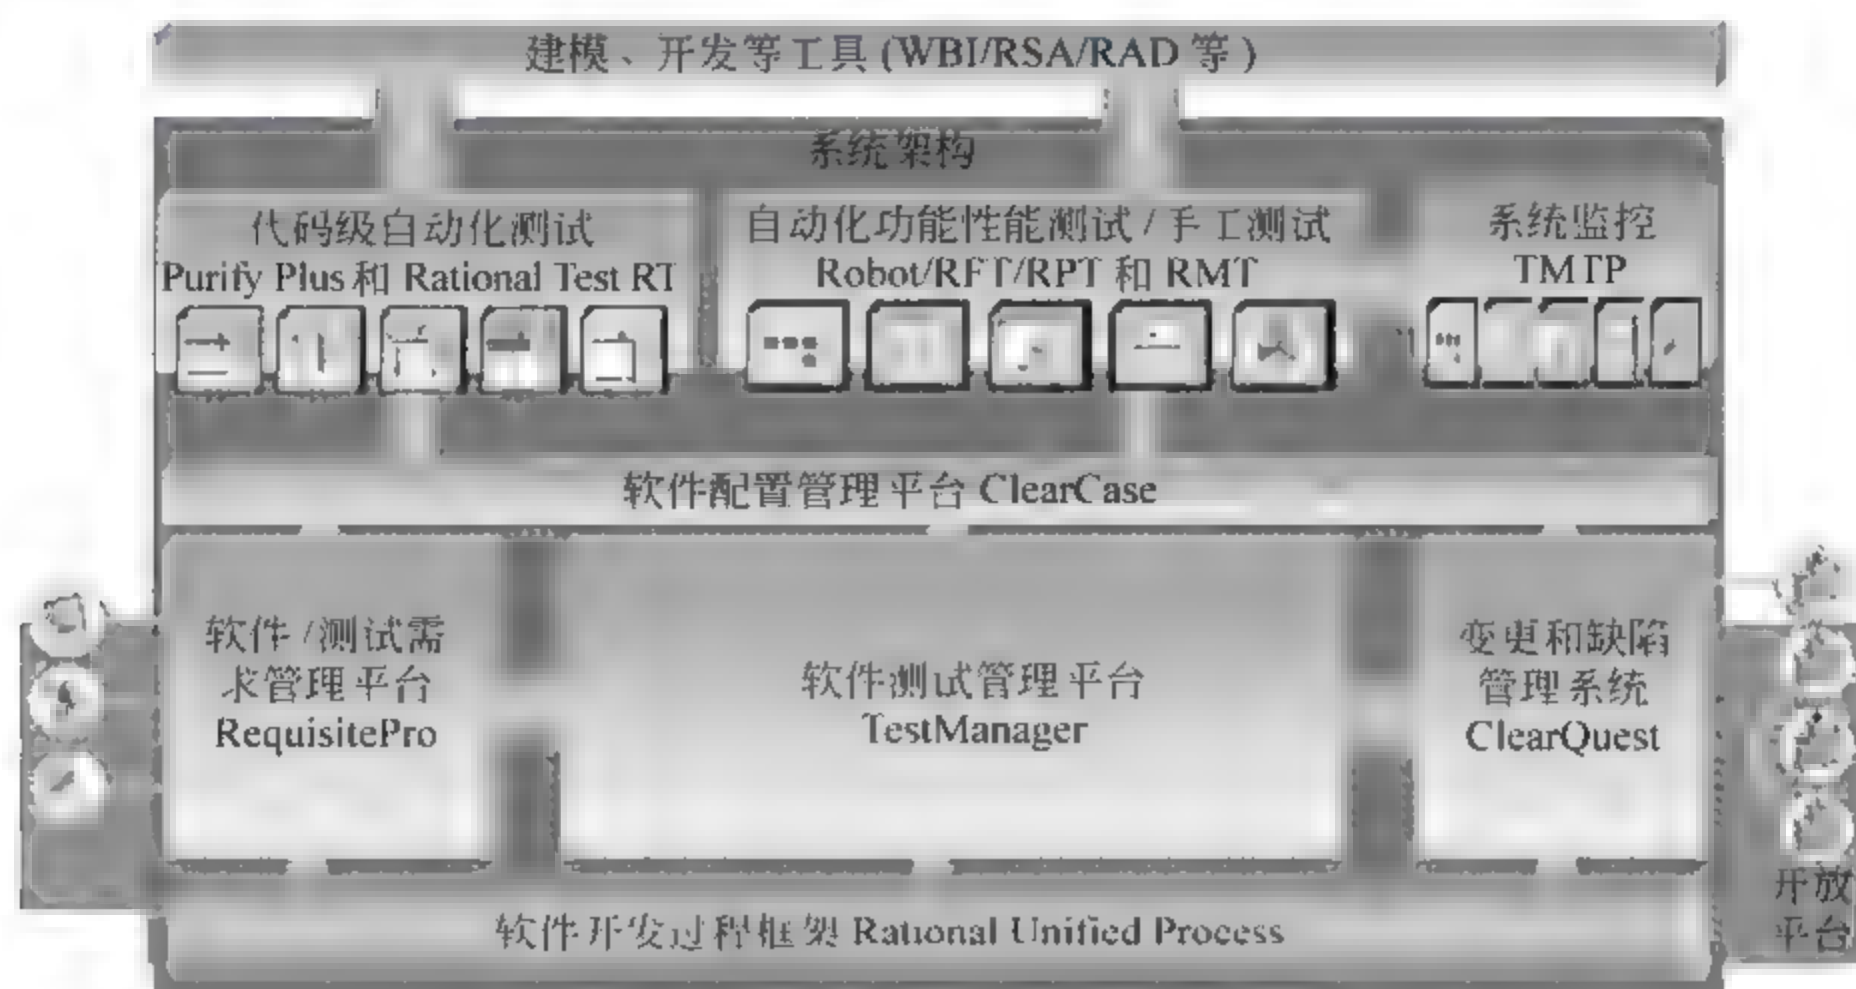 建模、开发等工具 (WBI/RSA/RAD 等 )
系统架构
代码级自动化测试
Purify Plus 和 Rational Test RT
自动化功能性能测试 / 手工测试
Robot/RFT/RPT 和 RMT
系统监控
TMTP
软件配置管理平台 ClearCase
软件 /测试需
求管理平台
RequisitePro
软件测试管理平台
TestManager
变更和缺陷
管理系统
ClearQuest
开放
平台
软件开发过程框架 Rational Unified Process